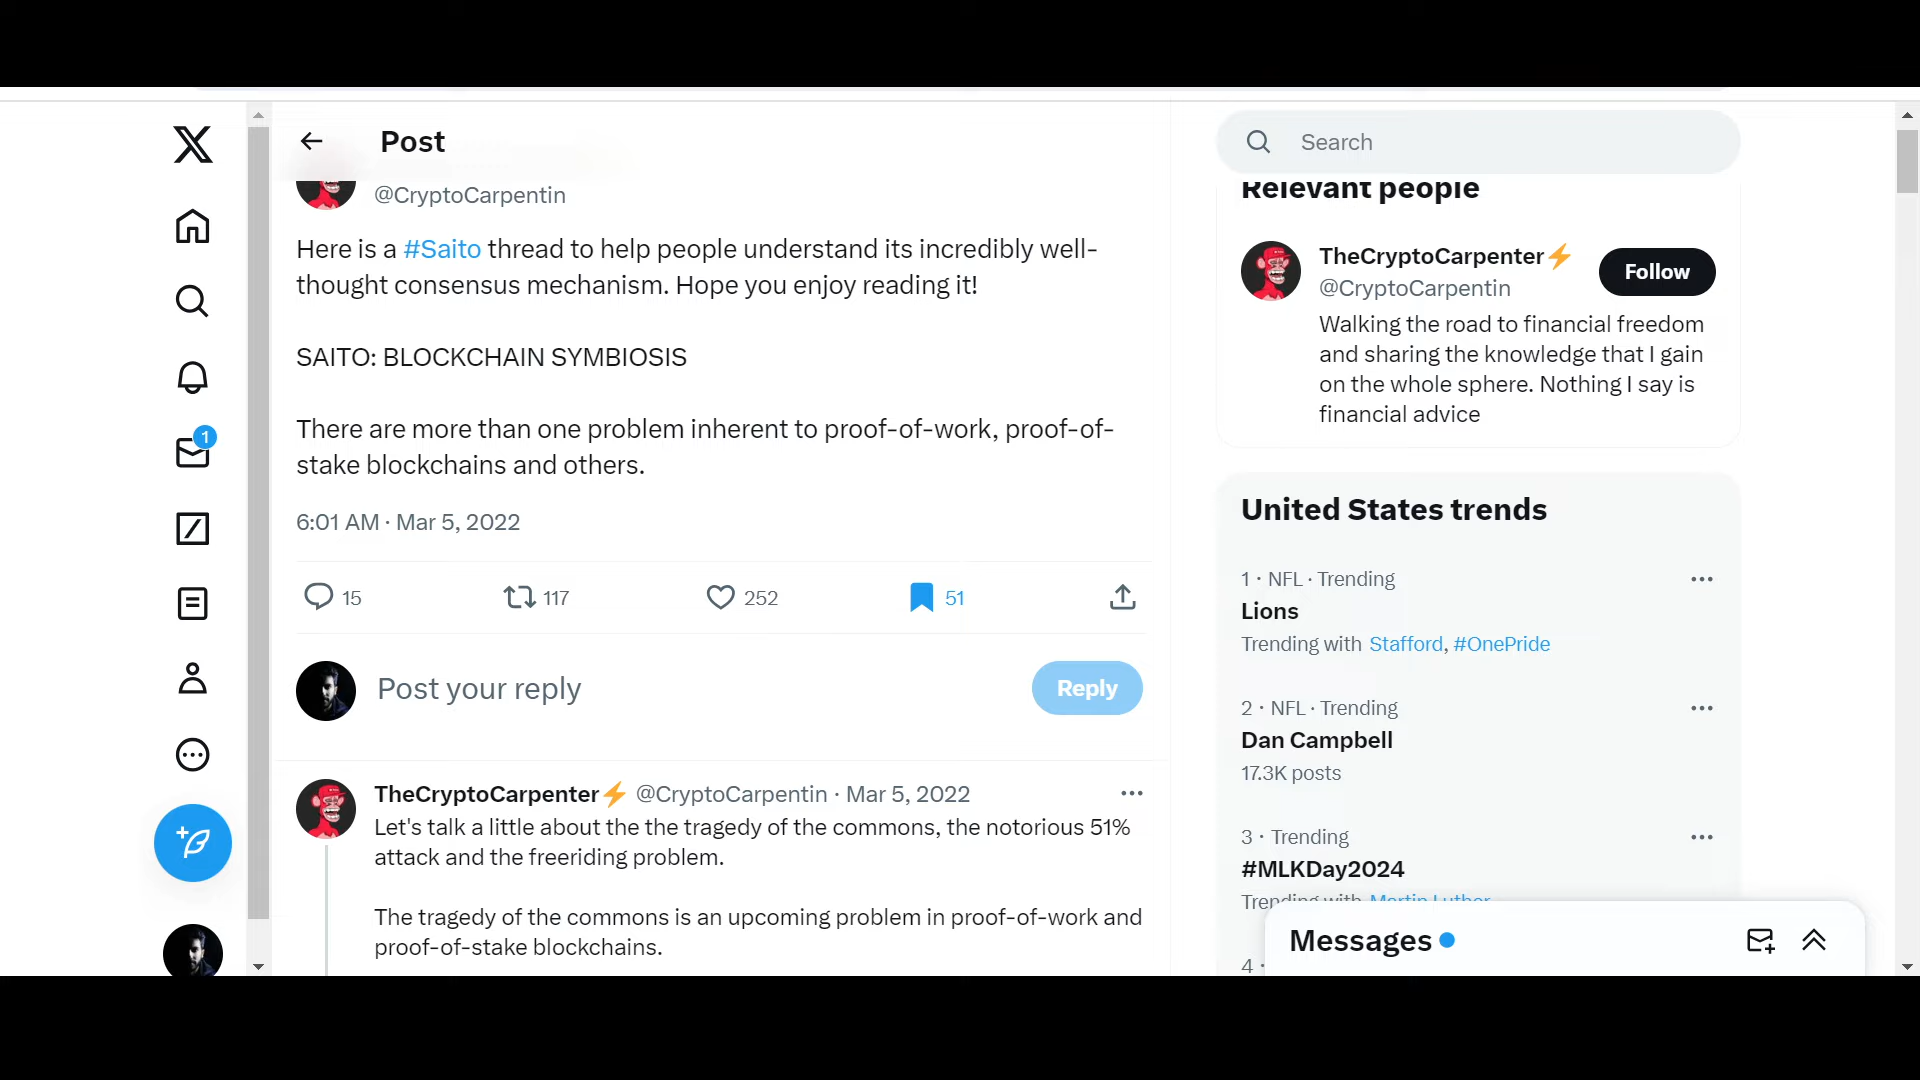 Post
@CryptoCarpentin
Here is a #Saito thread to help people understand its incredibly well-
thought consensus mechanism. Hope you enjoy reading it!
SAITO: BLOCKCHAIN SYMBIOSIS
There are more than one problem inherent to proof-of-work, proof-of-
stake blockchains and others.
6:01 AM · Mar 5, 2022
15 117 252 51
Post your reply
Reply
TheCryptoCarpenter⚡ @CryptoCarpentin · Mar 5, 2022
Let's talk a little about the the tragedy of the commons, the notorious 51%
attack and the freeriding problem.
The tragedy of the commons is an upcoming problem in proof-of-work and
proof-of-stake blockchains.
1
Search
Relevant people
TheCryptoCarpenter⚡
@CryptoCarpentin
Follow
Walking the road to financial freedom
and sharing the knowledge that I gain
on the whole sphere. Nothing I say is
financial advice
United States trends
1 · NFL · Trending
Lions
Trending with Stafford, #OnePride
2 · NFL · Trending
Dan Campbell
17.3K posts
3 · Trending
#MLKDay2024
Trending with Martin Luther
4 ·
Messages